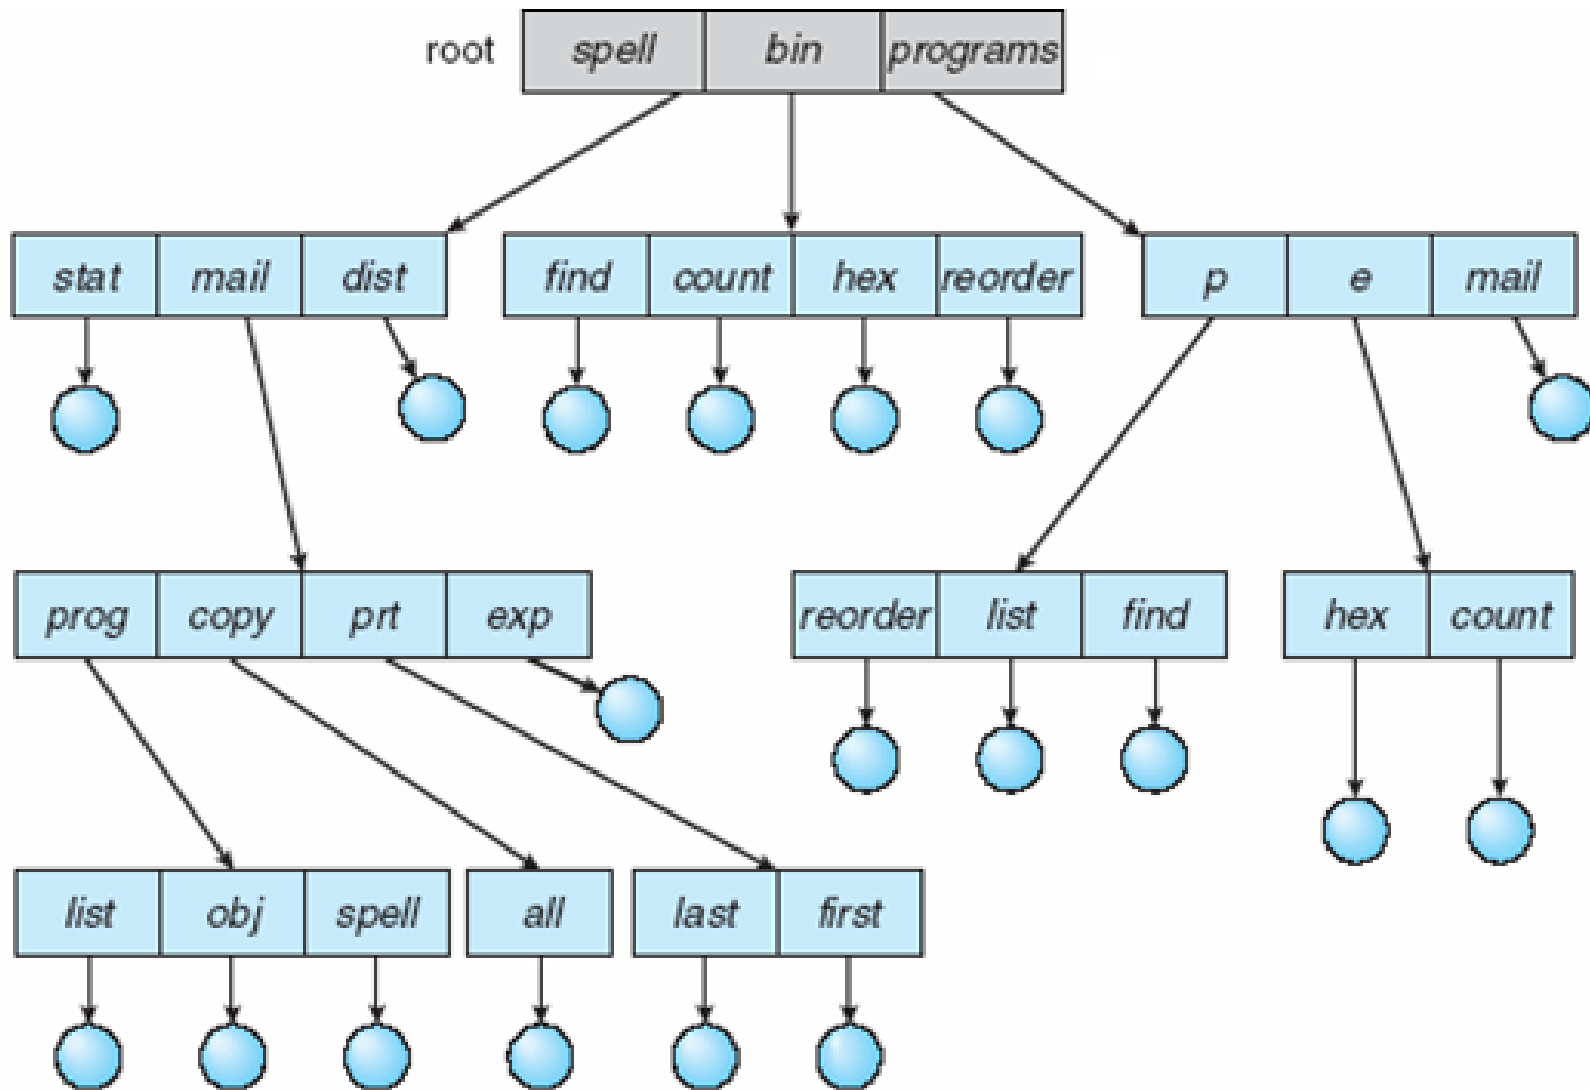 root spell bin programs
stat mail dist find count hex reorder p e mail
prog copy prt exp reorder list find hex count
list obj spell all last first